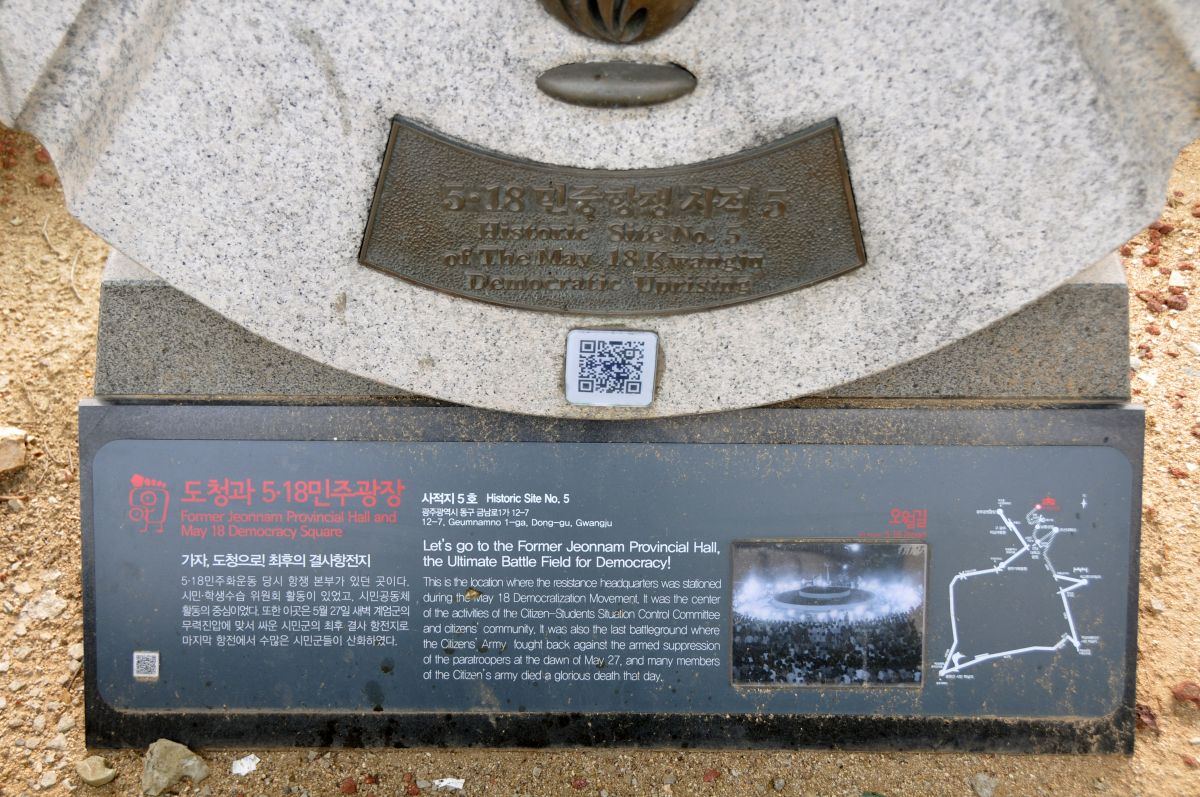 5·18 민중항쟁 사적 5
Historic Site No. 5
of The May. 18 Kwangju
Democratic Uprising
도청과 5·18민주광장
Former Jeonnam Provincial Hall and
May 18 Democracy Square
가자, 도청으로! 최후의 결사항전지
5·18민주화운동 당시 항쟁 본부가 있던 곳이다.
시민·학생수습 위원회 활동이 있었고, 시민공동체
활동의 중심이었다. 또한 이곳은 5월 27일 새벽 계엄군의
무력진압에 맞서 싸운 시민군의 최후 결사 항전지로
마지막 항전에서 수많은 시민군들이 산화하였다.
사적지 5호 Historic Site No. 5
광주광역시 동구 금남로1가 12-7
12-7, Geumnamno 1-ga, Dong-gu, Gwangju
Let's go to the Former Jeonnam Provincial Hall,
the Ultimate Battle Field for Democracy!
This is the location where the resistance headquarters was stationed
during the May 18 Democratization Movement. It was the center
of the activities of the Citizen-Students Situation Control Committee
and citizens' community. It was also the last battleground where
the Citizens' Army fought back against the armed suppression
of the paratroopers at the dawn of May 27, and many members
of the Citizen's army died a glorious death that day.
오월길